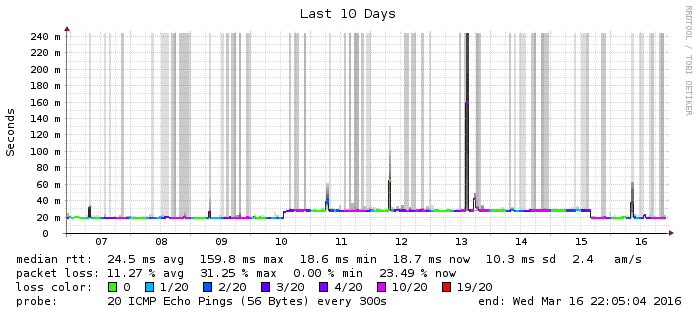 Last 10 Days
RRDTOOL / TOBI OETIKER
Seconds
240 m
220 m
200 m
180 m
160 m
140 m
120 m
100 m
80 m
60 m
40 m
20 m
0
07 08 09 10 11 12 13 14 15 16
median rtt: 24.5 ms avg 159.8 ms max 18.6 ms min 18.7 ms now 10.3 ms sd 2.4 am/s
packet loss: 11.27 % avg 31.25 % max 0.00 % min 23.49 % now
loss color: 0 1/20 2/20 3/20 4/20 10/20 19/20
probe: 20 ICMP Echo Pings (56 Bytes) every 300s end: Wed Mar 16 22:05:04 2016